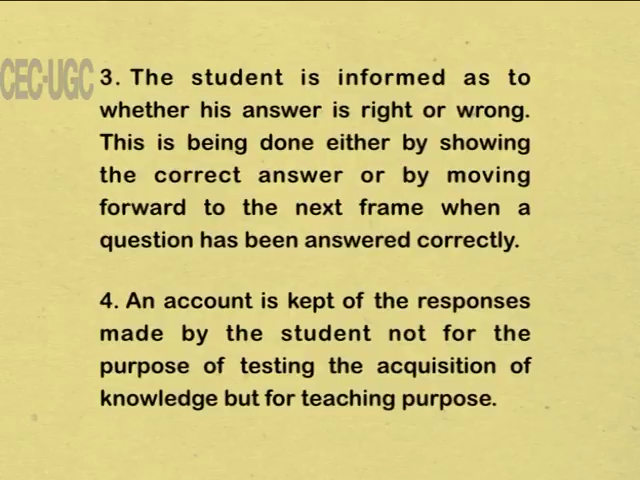 CEC-UGC
3. The student is informed as to
whether his answer is right or wrong.
This is being done either by showing
the correct answer or by moving
forward to the next frame when a
question has been answered correctly.
4. An account is kept of the responses
made by the student not for the
purpose of testing the acquisition of
knowledge but for teaching purpose.